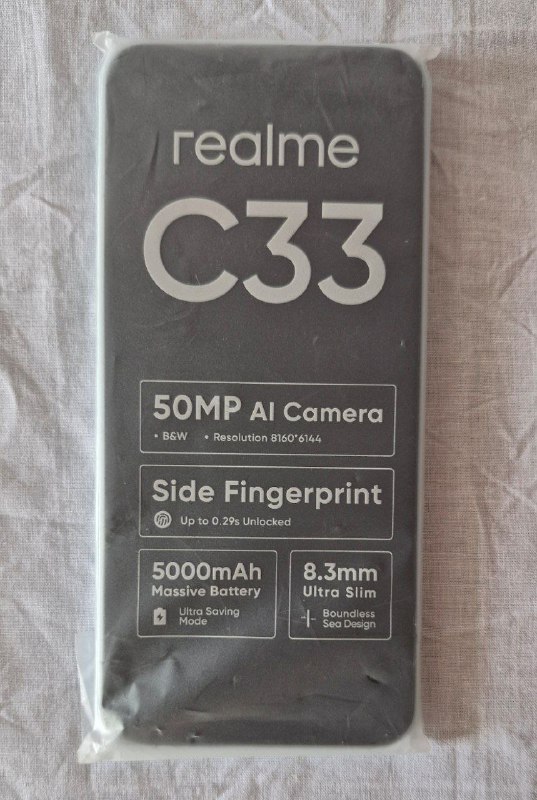 realme
C33
50MP AI Camera
• B&W • Resolution 8160*6144
Side Fingerprint
Up to 0.29s Unlocked
5000mAh
Massive Battery
Ultra Saving
Mode
8.3mm
Ultra Slim
Boundless
Sea Design